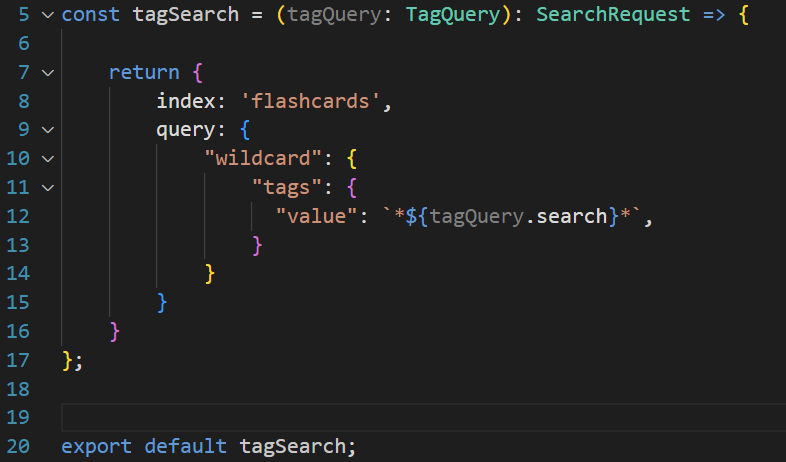 5 const tagSearch = (tagQuery: TagQuery): SearchRequest => {
6
7     return {
8         index: 'flashcards',
9         query: {
10             "wildcard": {
11                 "tags": {
12                   "value": `*${tagQuery.search}*`,
13                 }
14             }
15         }
16     }
17 };
18
19
20 export default tagSearch;